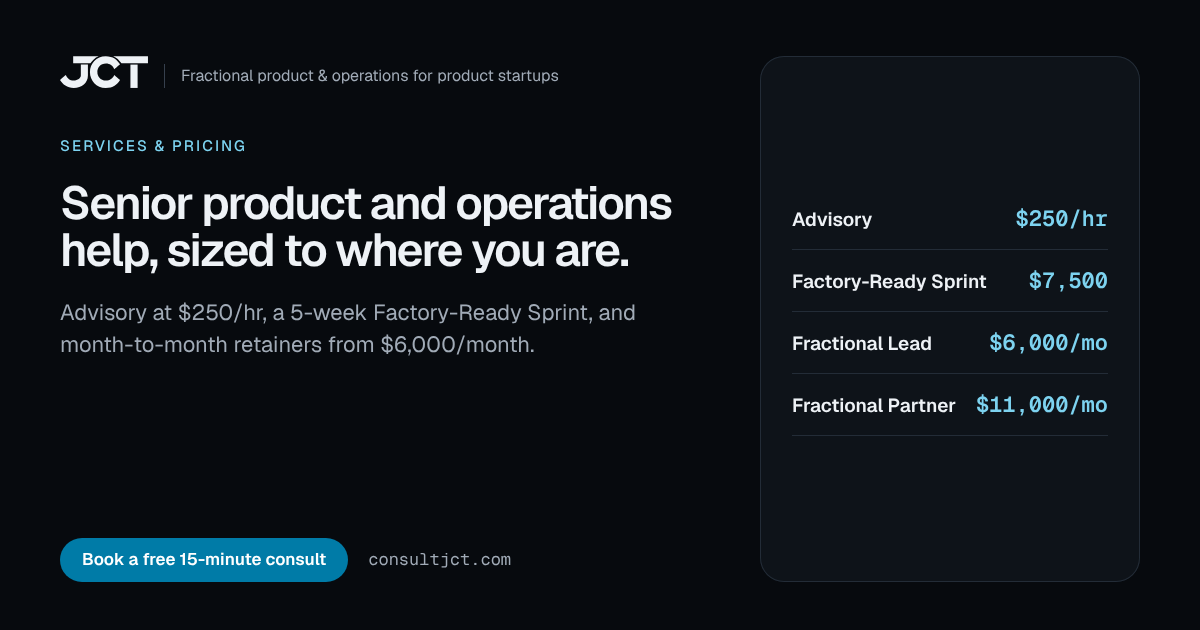 JCT
Fractional product & operations for product startups
SERVICES & PRICING
Senior product and operations
help, sized to where you are.
Advisory at $250/hr, a 5-week Factory-Ready Sprint, and
month-to-month retainers from $6,000/month.
Book a free 15-minute consult
consultjct.com
Advisory $250/hr
Factory-Ready Sprint $7,500
Fractional Lead $6,000/mo
Fractional Partner $11,000/mo